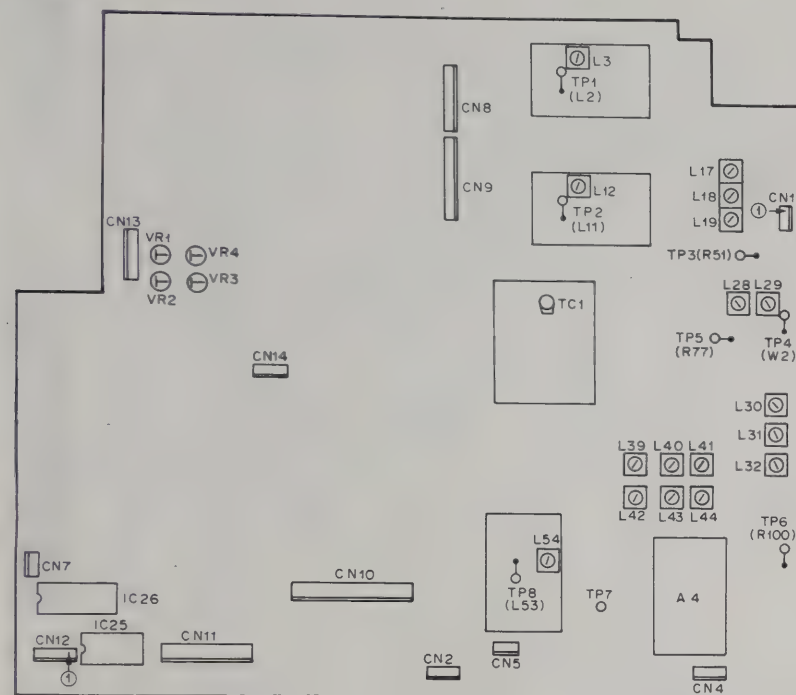 L3
TP1
(L2)
CN8
CN9
L12
TP2
(L11)
L17
L18
L19
CN1
1
CN13
VR1
VR4
VR2
VR3
TP3(R51)
TC1
L28 L29
TP5
(R77)
TP4
(W2)
CN14
L30
L31
L32
L39 L40 L41
L42 L43 L44
TP6
(R100)
L54
TP8
(L53)
TP7
A4
CN7
CN10
IC26
IC25
CN12
CN11
1
CN2
CN5
CN4